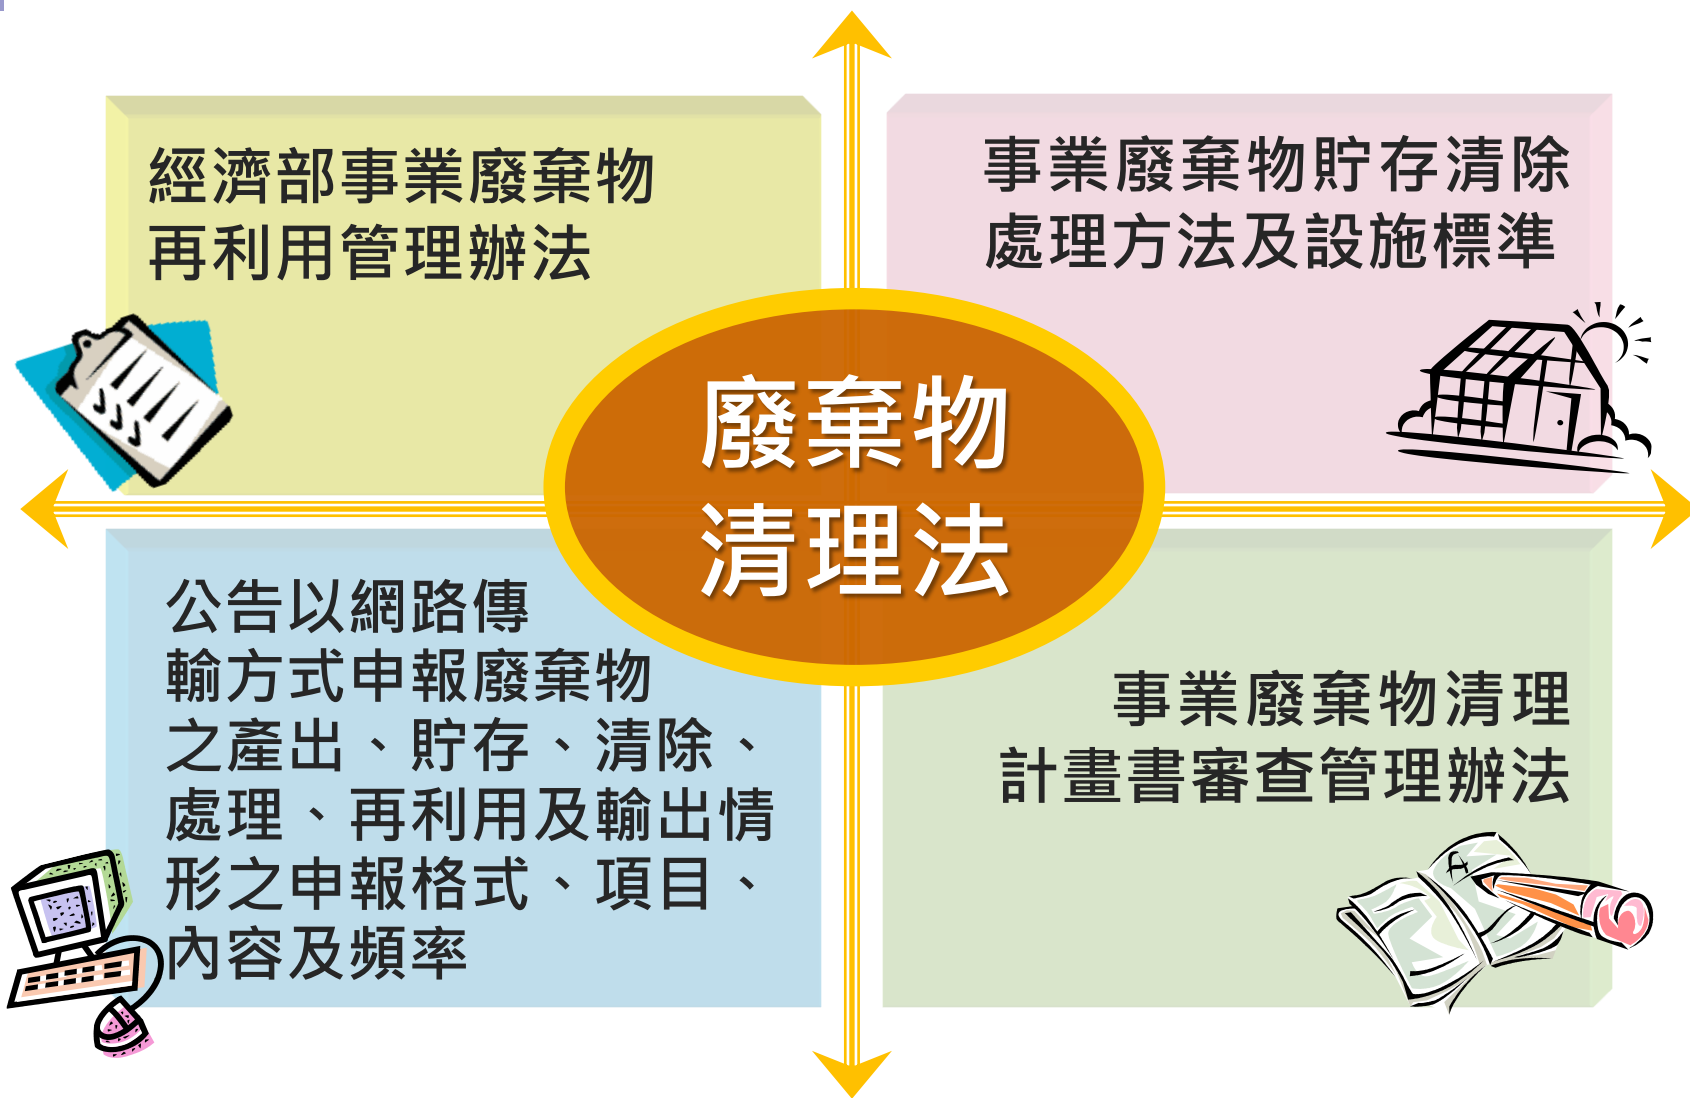 經濟部事業廢棄物
再利用管理辦法
事業廢棄物貯存清除
處理方法及設施標準
廢棄物
清理法
公告以網路傳
輸方式申報廢棄物
之產出、貯存、清除、
處理、再利用及輸出情
形之申報格式、項目、
內容及頻率
事業廢棄物清理
計畫書審查管理辦法